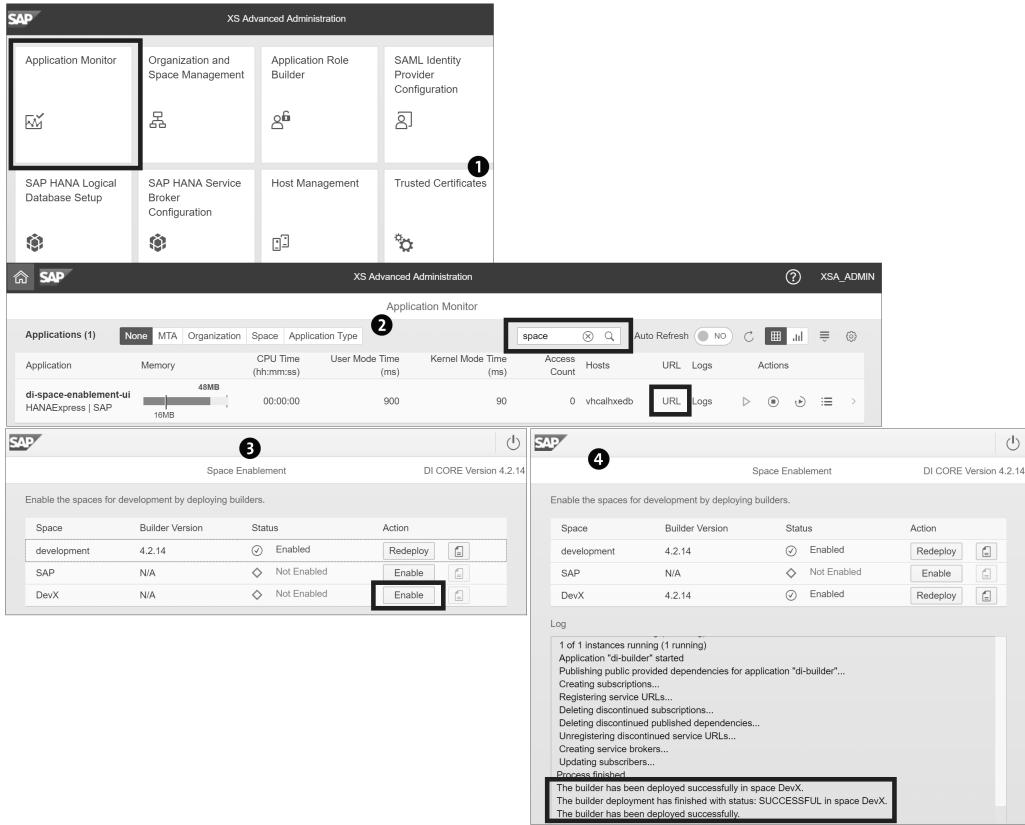 SAP
XS Advanced Administration
Application Monitor
Organization and
Space Management
Application Role
Builder
SAML Identity
Provider
Configuration
1
SAP HANA Logical
Database Setup
SAP HANA Service
Broker
Configuration
Host Management
Trusted Certificates
SAP
XS Advanced Administration
? XSA_ADMIN
Application Monitor
2
Applications (1) None MTA Organization Space Application Type space Auto Refresh NO
Application Memory CPU Time (hh:mm:ss) User Mode Time (ms) Kernel Mode Time (ms) Access Count Hosts URL Logs Actions
48MB
di-space-enablement-ui
HANAExpress | SAP
16MB
00:00:00 900 90 0 vhcalhxedb URL Logs
SAP
3
Space Enablement DI CORE Version 4.2.14
Enable the spaces for development by deploying builders.
Space Builder Version Status Action
development 4.2.14 Enabled Redeploy
SAP N/A Not Enabled Enable
DevX N/A Not Enabled Enable
SAP
4
Space Enablement DI CORE Version 4.2.14
Enable the spaces for development by deploying builders.
Space Builder Version Status Action
development 4.2.14 Enabled Redeploy
SAP N/A Not Enabled Enable
DevX 4.2.14 Enabled Redeploy
Log
1 of 1 instances running (1 running)
Application "di-builder" started
Publishing public provided dependencies for application "di-builder"...
Creating subscriptions...
Registering service URLs...
Deleting discontinued subscriptions...
Deleting discontinued published dependencies...
Unregistering discontinued service URLs...
Creating service brokers...
Updating subscribers...
Process finished
The builder has been deployed successfully in space DevX.
The builder deployment has finished with status: SUCCESSFUL in space DevX.
The builder has been deployed successfully.